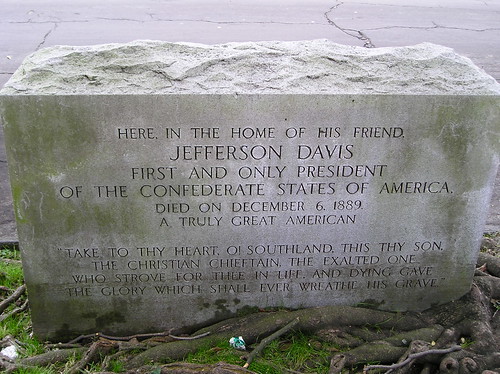 HERE, IN THE HOME OF HIS FRIEND,
JEFFERSON DAVIS
FIRST AND ONLY PRESIDENT
OF THE CONFEDERATE STATES OF AMERICA,
DIED ON DECEMBER 6, 1889.
A TRULY GREAT AMERICAN
"TAKE, TO THY HEART, O! SOUTHLAND, THIS THY SON,
THE CHRISTIAN CHIEFTAIN, THE EXALTED ONE
WHO STROVE FOR THEE IN LIFE, AND DYING GAVE
THE GLORY WHICH SHALL EVER WREATHE HIS GRAVE"